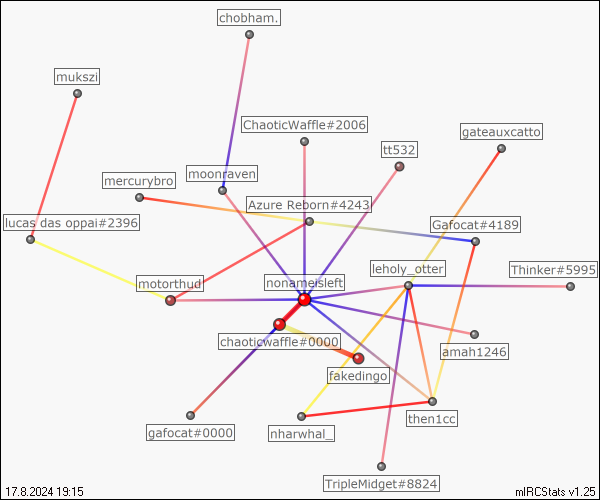 chobham.
mukszi
ChaoticWaffle#2006
gateauxcatto
tt532
moonraven
mercurybro
Azure Reborn#4243
lucas das oppai#2396
Gafocat#4189
leholy_otter
Thinker#5995
motorthud
nonameisleft
chaoticwaffle#0000
amah1246
fakedingo
then1cc
gafocat#0000
nharwhal_
TripleMidget#8824
17.8.2024 19:15
mIRCStats v1.25